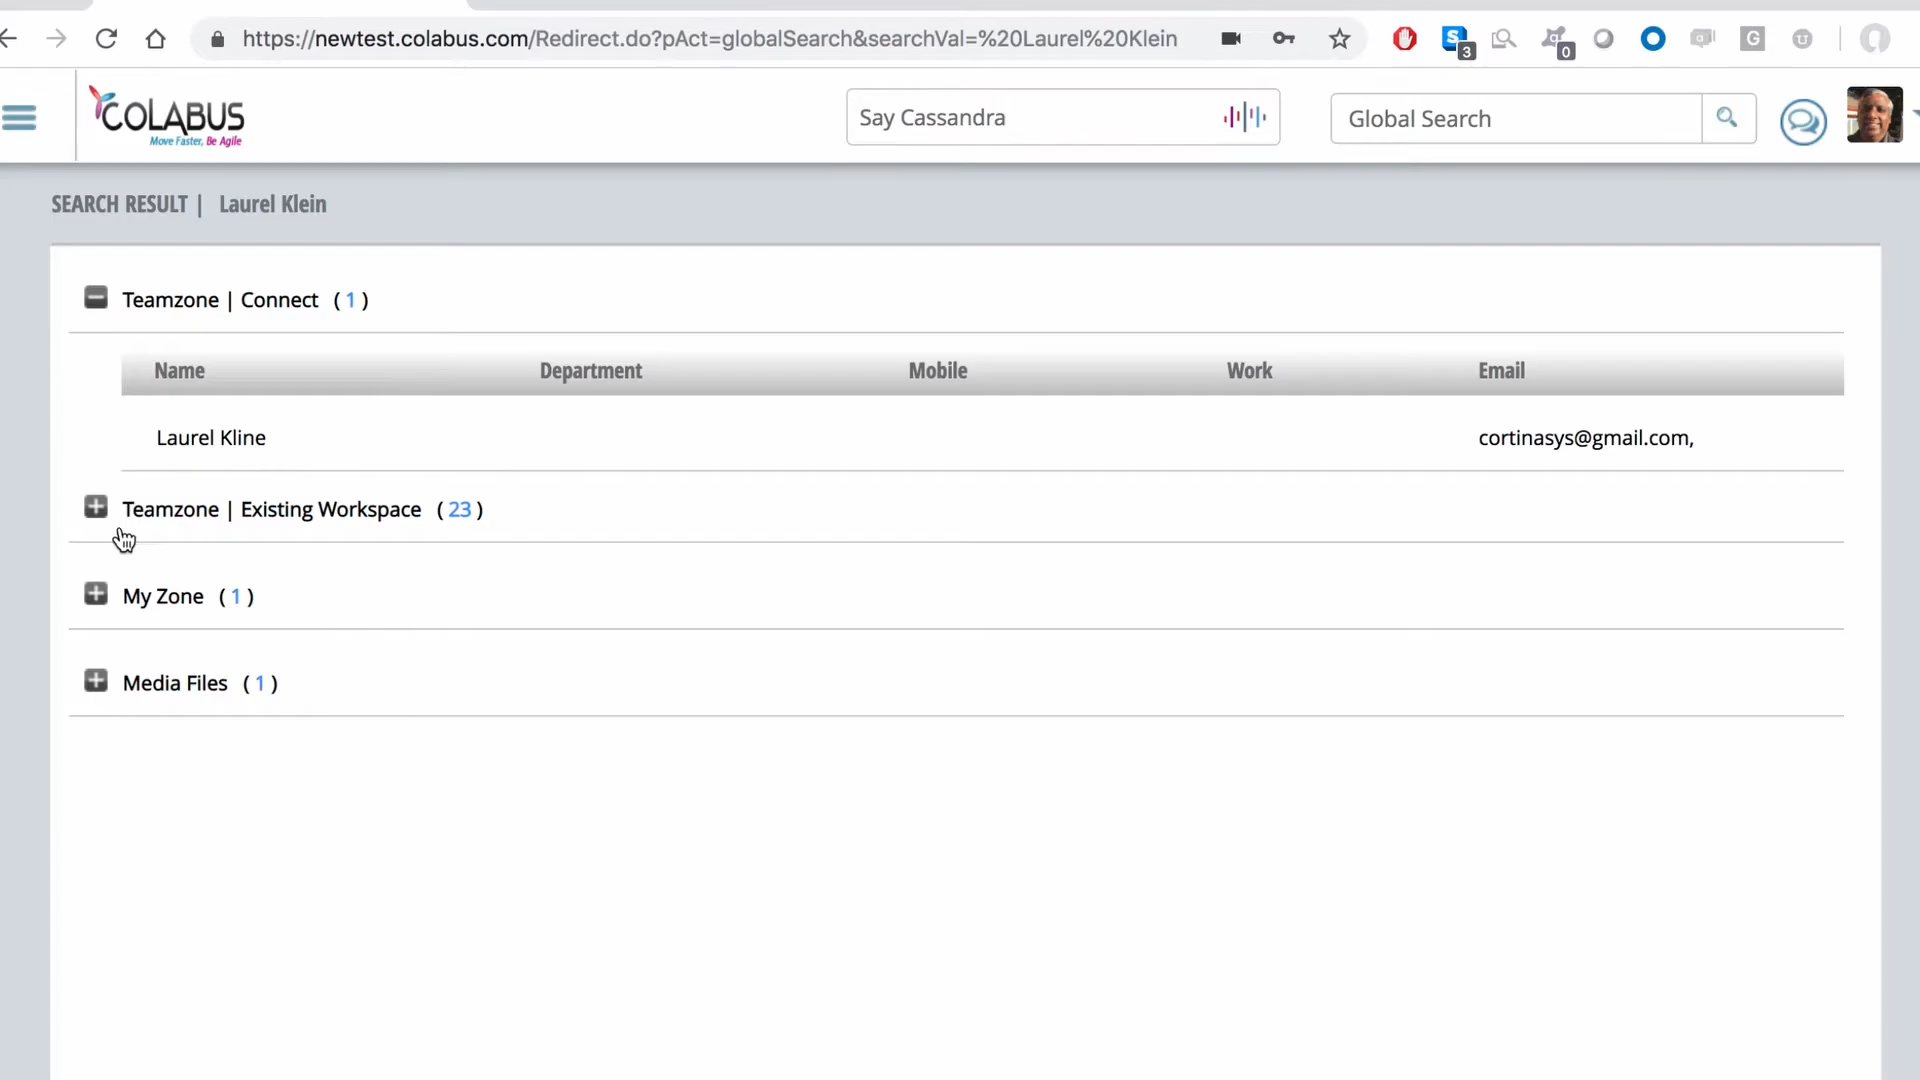 https://newtest.colabus.com/Redirect.do?pAct=globalSearch&searchVal=%20Laurel%20Klein
S
3
a
0
a
G
U
COLABUS
Move Faster, Be Agile
Say Cassandra
Global Search
SEARCH RESULT | Laurel Klein
Teamzone | Connect ( 1 )
Name Department Mobile Work Email
Laurel Kline cortinasys@gmail.com,
Teamzone | Existing Workspace ( 23 )
My Zone ( 1 )
Media Files ( 1 )